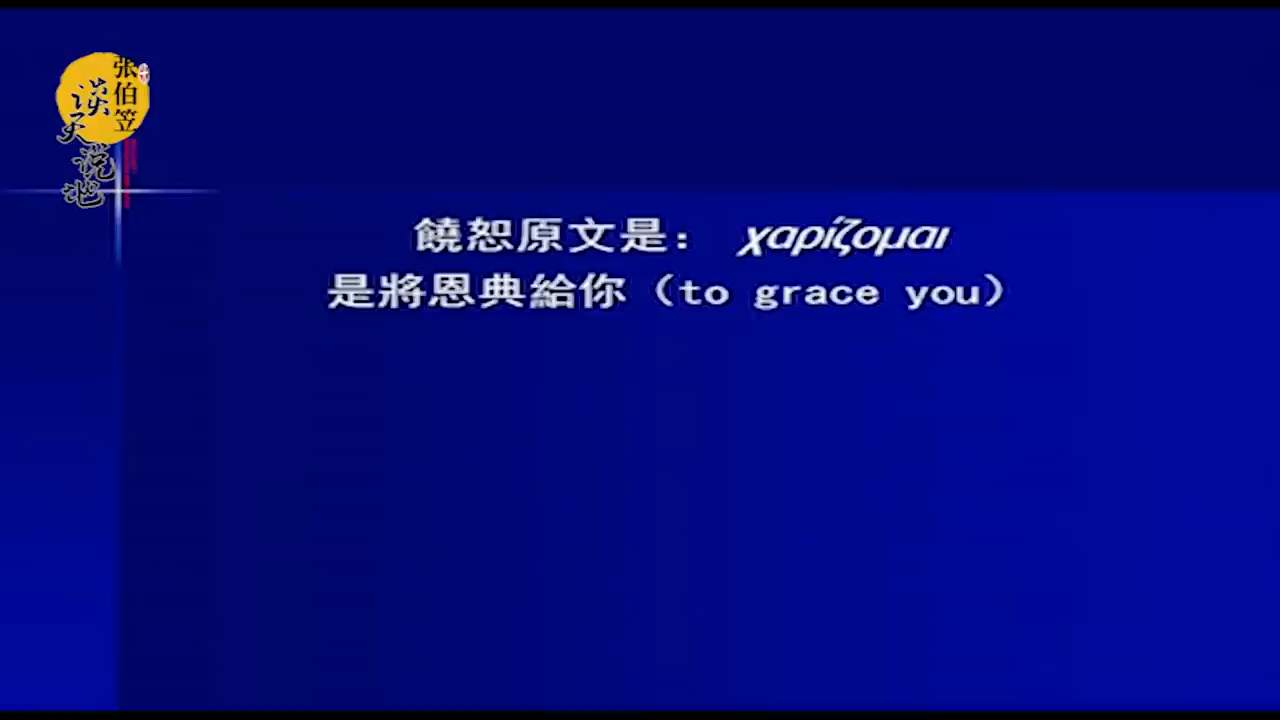 张伯笠
谈天说地
饒恕原文是： χαρίζομαι
是將恩典給你（to grace you）